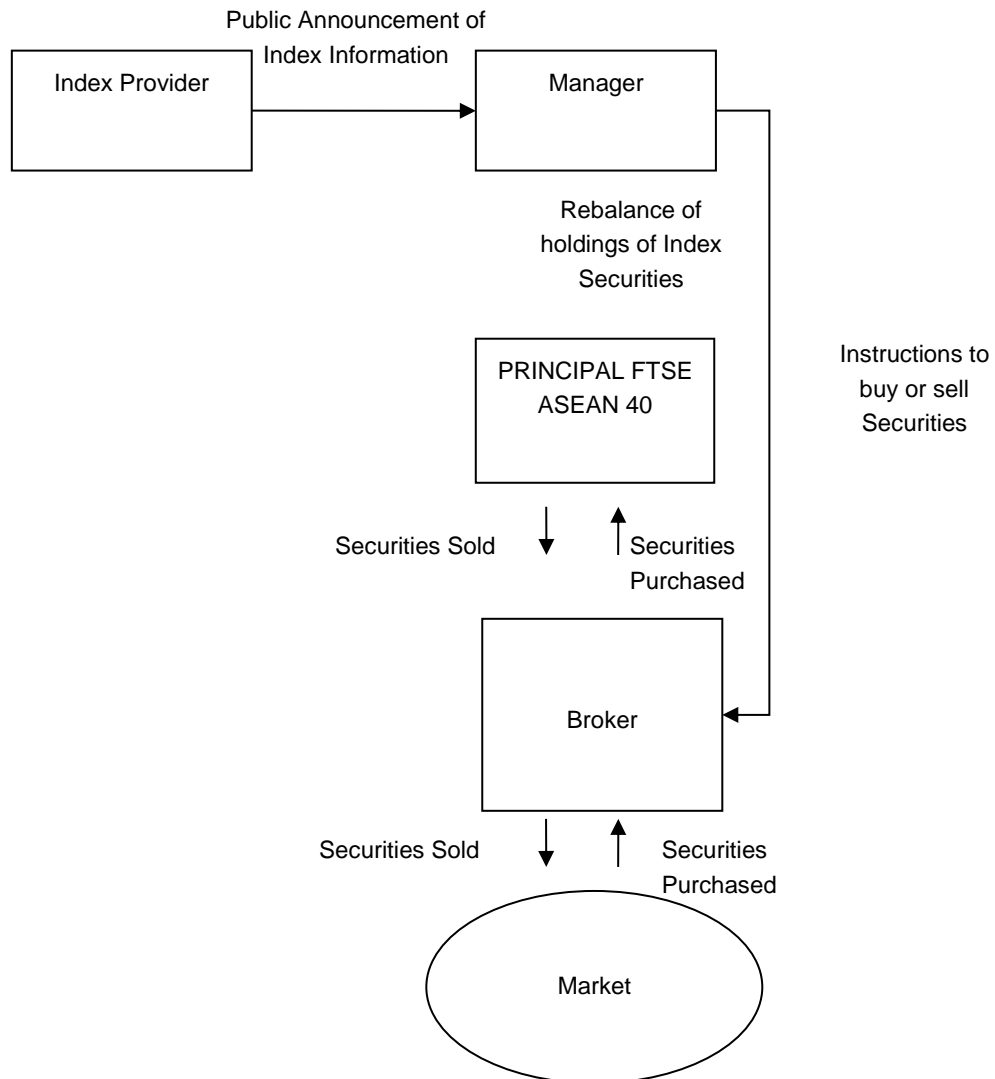 Public Announcement of
Index Information
Index Provider
Manager
Rebalance of
holdings of Index
Securities
PRINCIPAL FTSE
ASEAN 40
Instructions to
buy or sell
Securities
Securities Sold
Securities
Purchased
Broker
Securities Sold
Securities
Purchased
Market